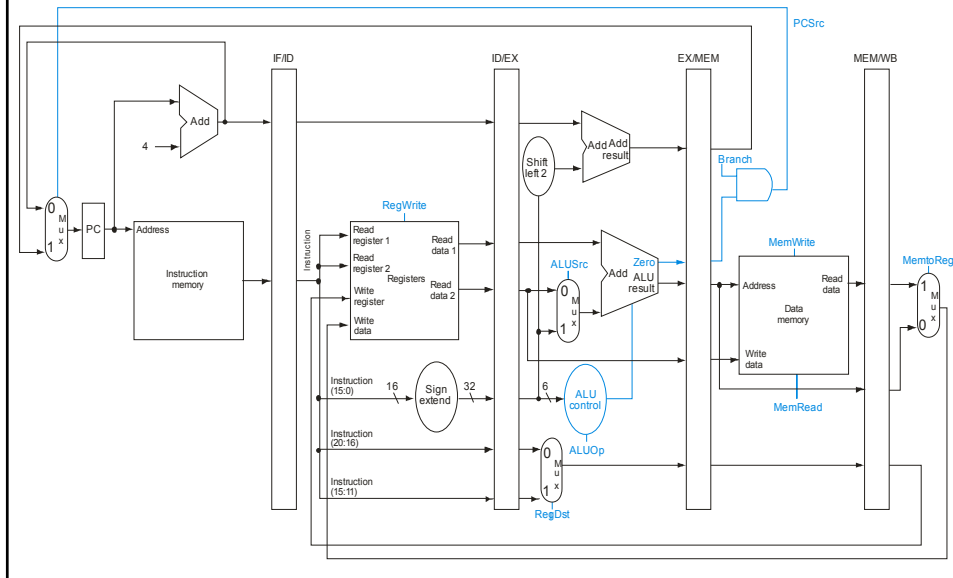 PCSrc
IF/ID
ID/EX
EX/MEM
MEM/WB
Add
4
Add
Add
result
Shift
left 2
Branch
RegWrite
0
M
u
x
1
PC
Address
Instruction
memory
Instruction
Read
register 1
Read
register 2
Write
register
Write
data
Registers
Read
data 1
Read
data 2
ALUSrc
0
M
u
x
1
Zero
Add
ALU
result
MemWrite
Address
Read
data
Data
memory
Write
data
MemRead
MemtoReg
1
M
u
x
0
Instruction
(15:0)
16
Sign
extend
32
6
ALU
control
ALUOp
Instruction
(20:16)
Instruction
(15:11)
0
M
u
x
1
RegDst